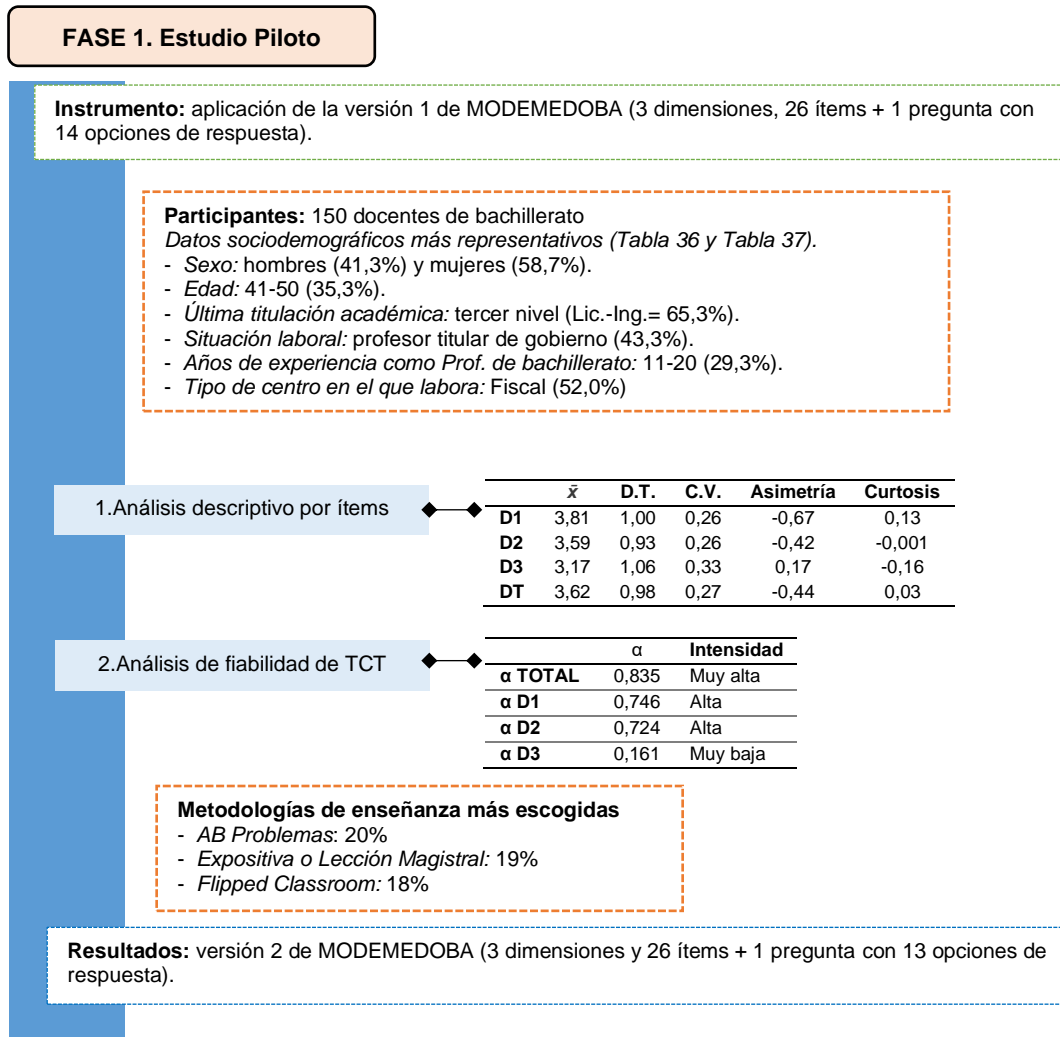 FASE 1. Estudio Piloto
Instrumento: aplicación de la versión 1 de MODEMEDOBA (3 dimensiones, 26 ítems + 1 pregunta con
14 opciones de respuesta).
Participantes: 150 docentes de bachillerato
Datos sociodemográficos más representativos (Tabla 36 y Tabla 37).
- Sexo: hombres (41,3%) y mujeres (58,7%).
- Edad: 41-50 (35,3%).
- Última titulación académica: tercer nivel (Lic.-Ing.= 65,3%).
- Situación laboral: profesor titular de gobierno (43,3%).
- Años de experiencia como Prof. de bachillerato: 11-20 (29,3%).
- Tipo de centro en el que labora: Fiscal (52,0%)
1.Análisis descriptivo por ítems
x̄ D.T. C.V. Asimetría Curtosis
D1 3,81 1,00 0,26 -0,67 0,13
D2 3,59 0,93 0,26 -0,42 -0,001
D3 3,17 1,06 0,33 0,17 -0,16
DT 3,62 0,98 0,27 -0,44 0,03
2.Análisis de fiabilidad de TCT
α Intensidad
α TOTAL 0,835 Muy alta
α D1 0,746 Alta
α D2 0,724 Alta
α D3 0,161 Muy baja
Metodologías de enseñanza más escogidas
- AB Problemas: 20%
- Expositiva o Lección Magistral: 19%
- Flipped Classroom: 18%
Resultados: versión 2 de MODEMEDOBA (3 dimensiones y 26 ítems + 1 pregunta con 13 opciones de
respuesta).